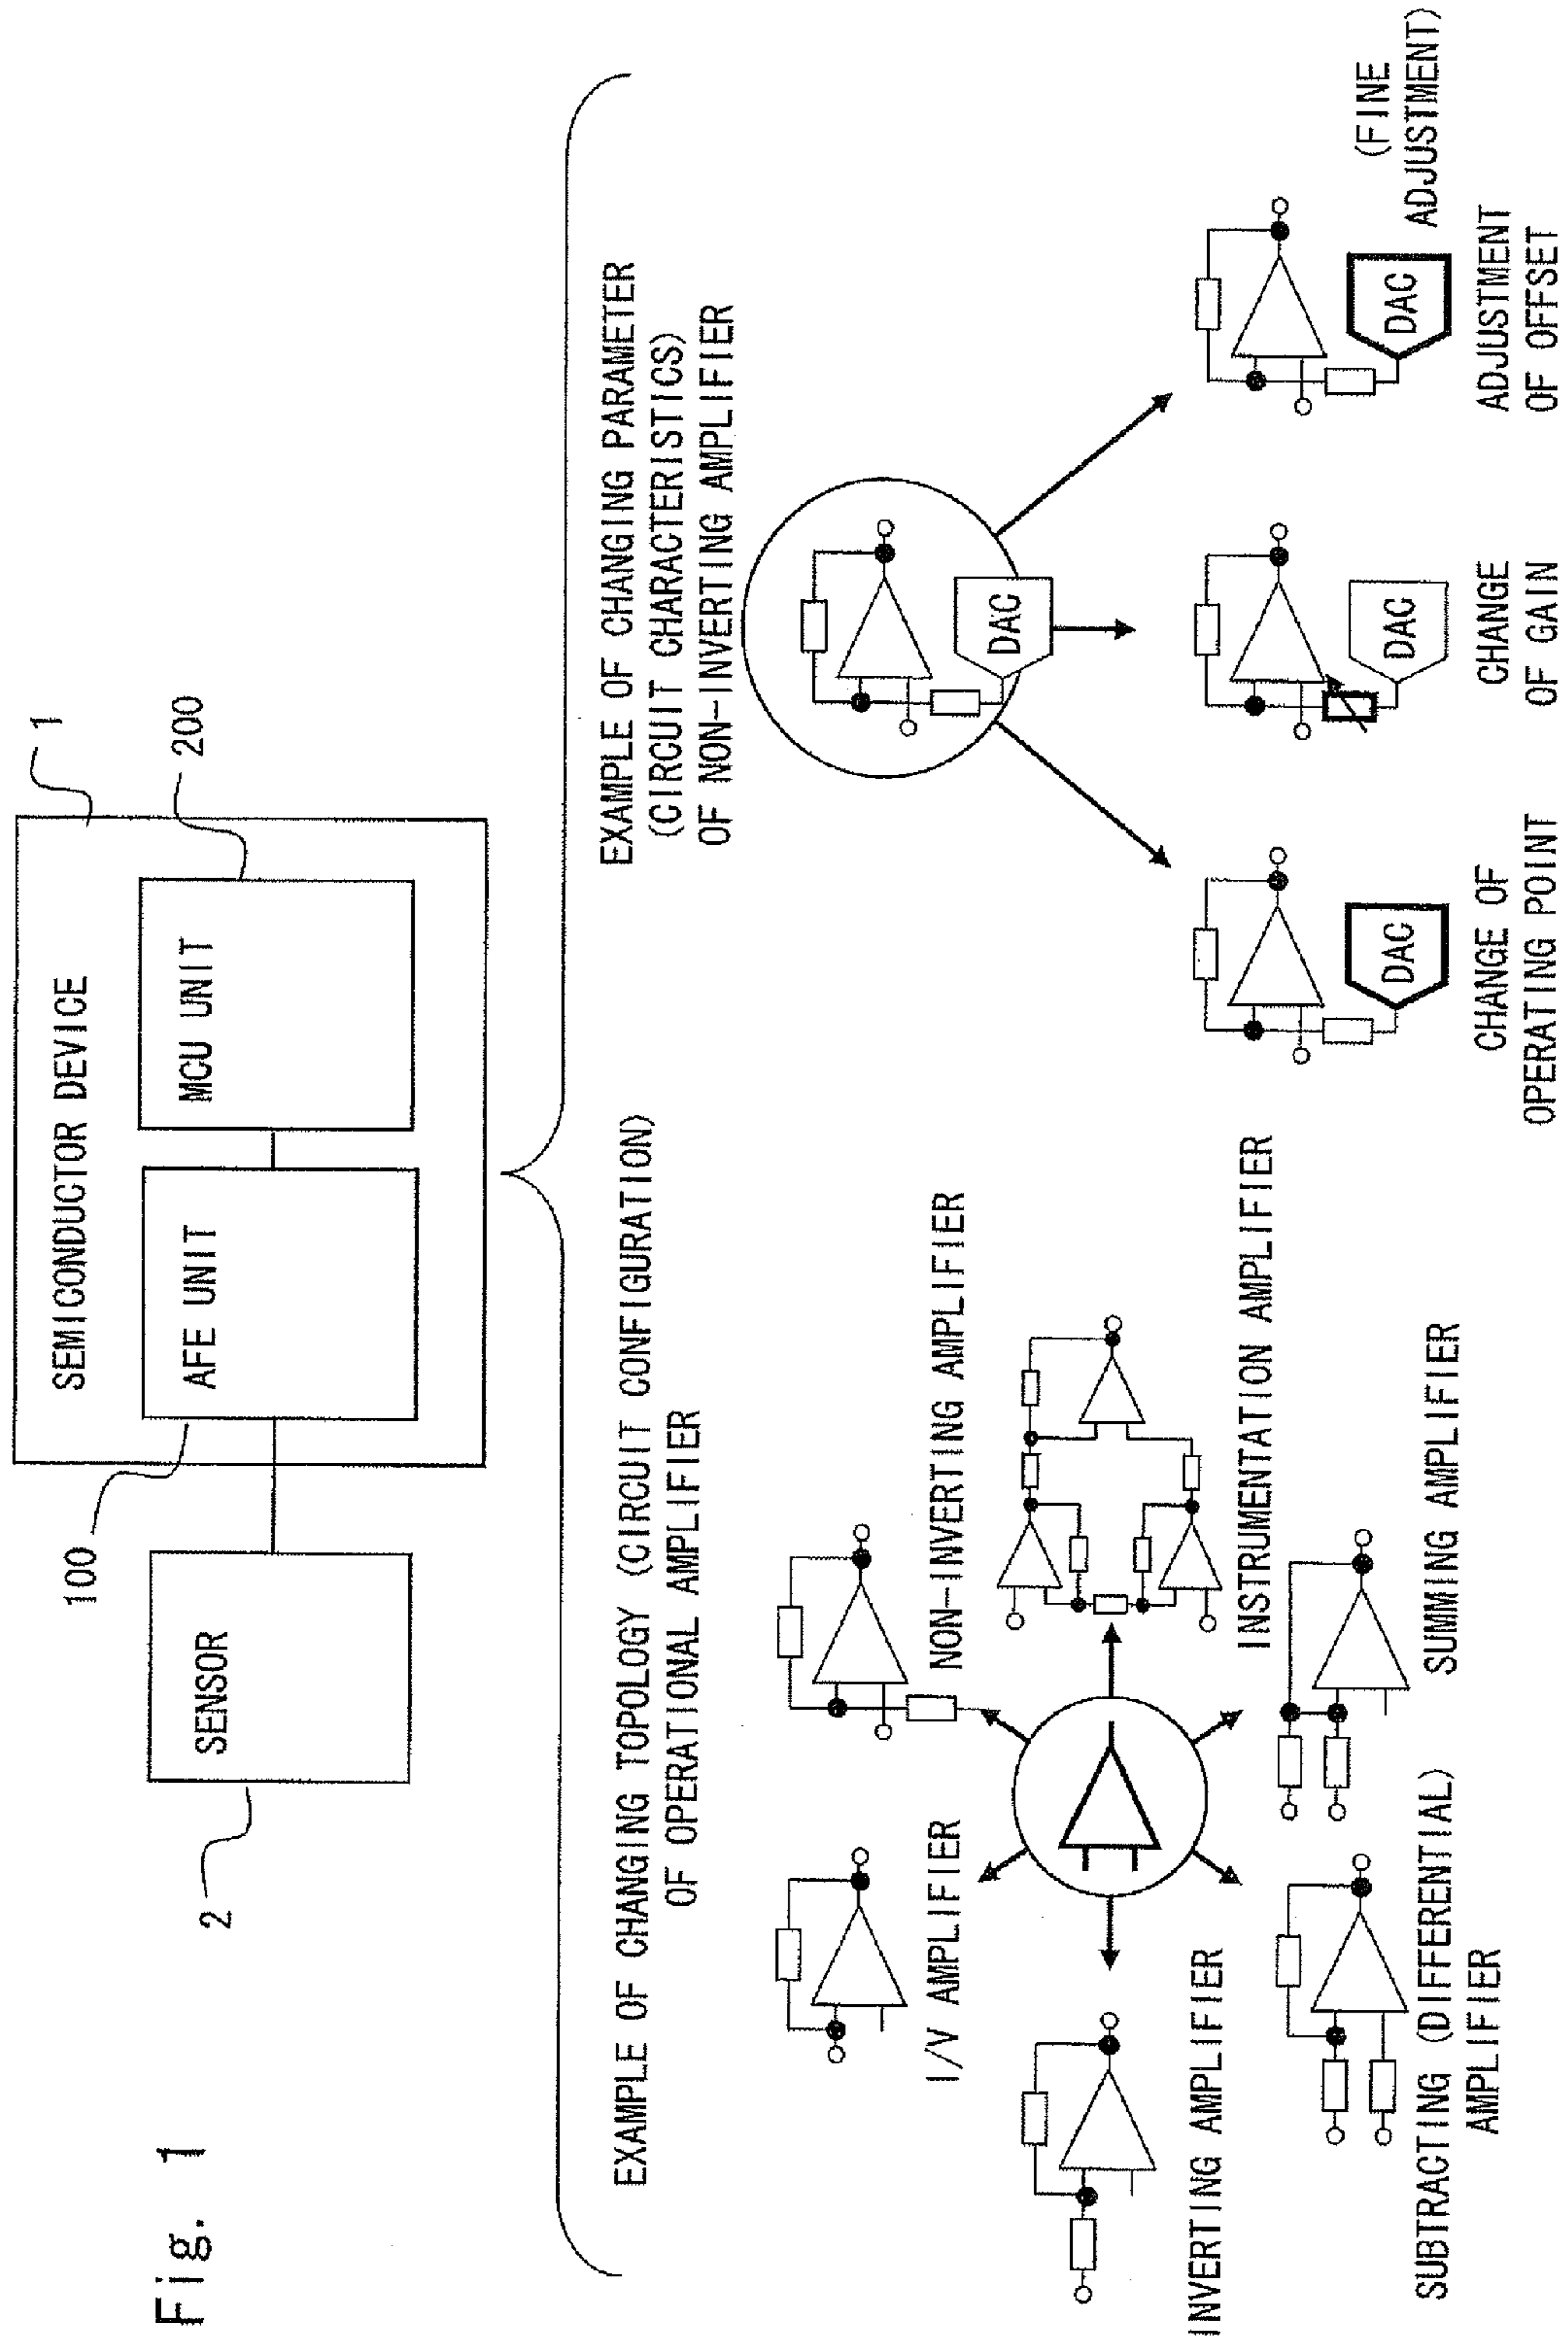 Fig. 1
SEMICONDUCTOR DEVICE
1
SENSOR
2
AFE UNIT
100
MCU UNIT
200
EXAMPLE OF CHANGING TOPOLOGY (CIRCUIT CONFIGURATION)
OF OPERATIONAL AMPLIFIER
I/V AMPLIFIER
NON-INVERTING AMPLIFIER
INVERTING AMPLIFIER
INSTRUMENTATION AMPLIFIER
SUBTRACTING (DIFFERENTIAL)
AMPLIFIER
SUMMING AMPLIFIER
EXAMPLE OF CHANGING PARAMETER
(CIRCUIT CHARACTERISTICS)
OF NON-INVERTING AMPLIFIER
DAC
DAC
CHANGE OF
OPERATING POINT
DAC
CHANGE
OF GAIN
DAC
(FINE
ADJUSTMENT)
ADJUSTMENT
OF OFFSET